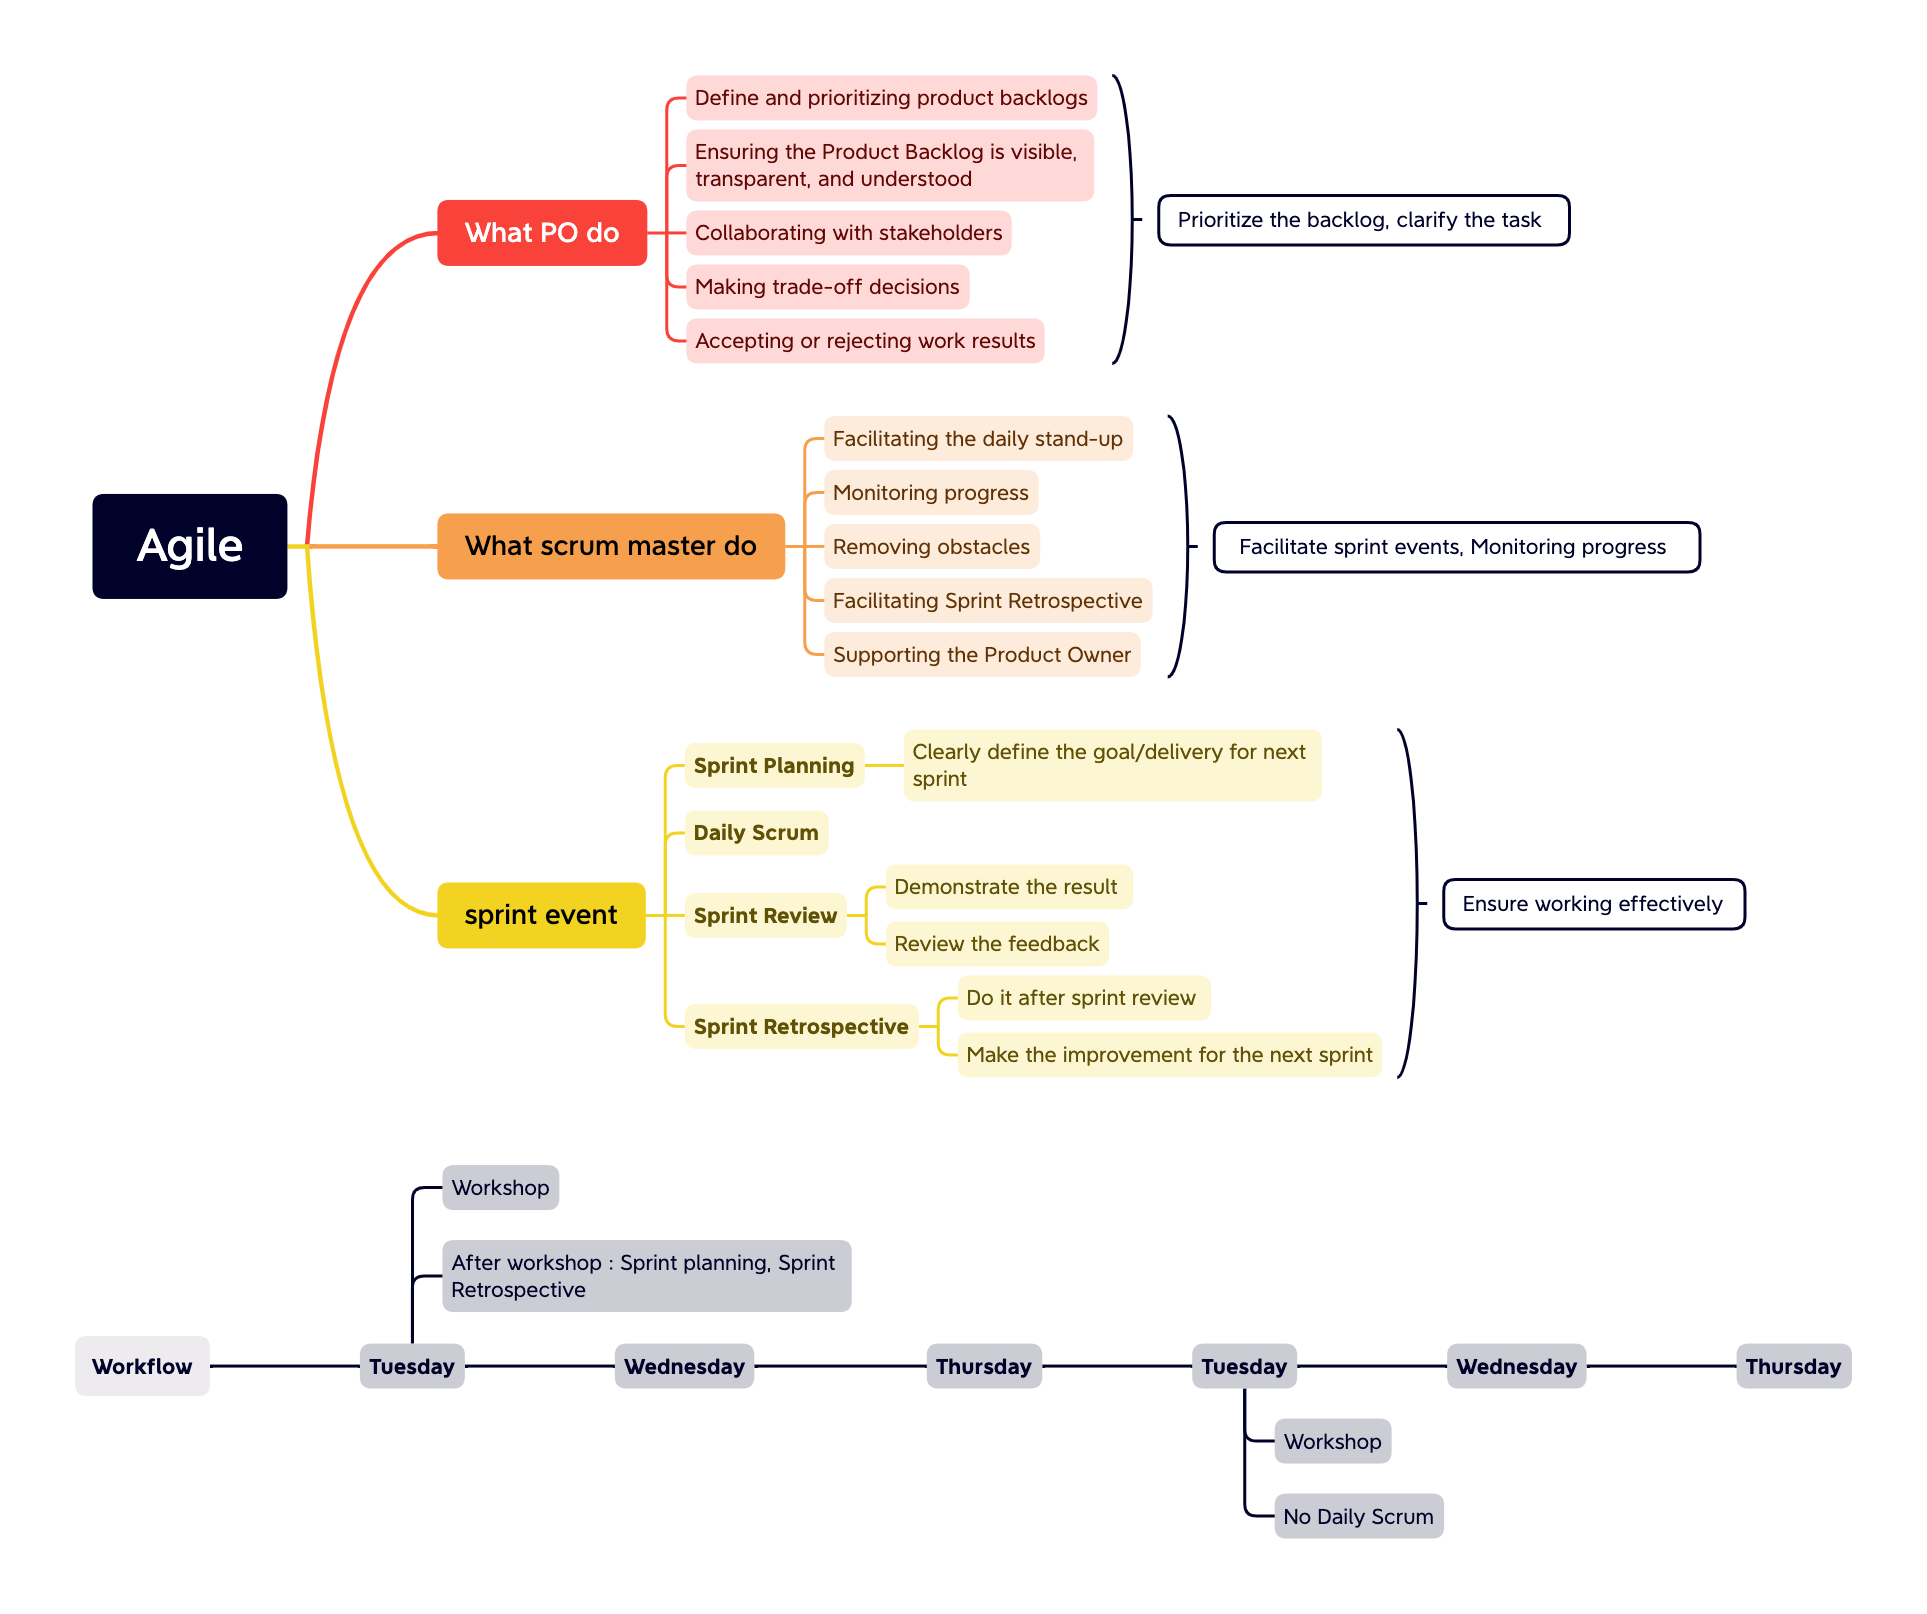 Agile
What PO do
Define and prioritizing product backlogs
Ensuring the Product Backlog is visible,
transparent, and understood
Collaborating with stakeholders
Making trade-off decisions
Accepting or rejecting work results
Prioritize the backlog, clarify the task
What scrum master do
Facilitating the daily stand-up
Monitoring progress
Removing obstacles
Facilitating Sprint Retrospective
Supporting the Product Owner
Facilitate sprint events, Monitoring progress
sprint event
Sprint Planning
Clearly define the goal/delivery for next
sprint
Daily Scrum
Sprint Review
Demonstrate the result
Review the feedback
Sprint Retrospective
Do it after sprint review
Make the improvement for the next sprint
Ensure working effectively
Workflow
Tuesday
Workshop
After workshop : Sprint planning, Sprint
Retrospective
Wednesday
Thursday
Tuesday
Workshop
No Daily Scrum
Wednesday
Thursday